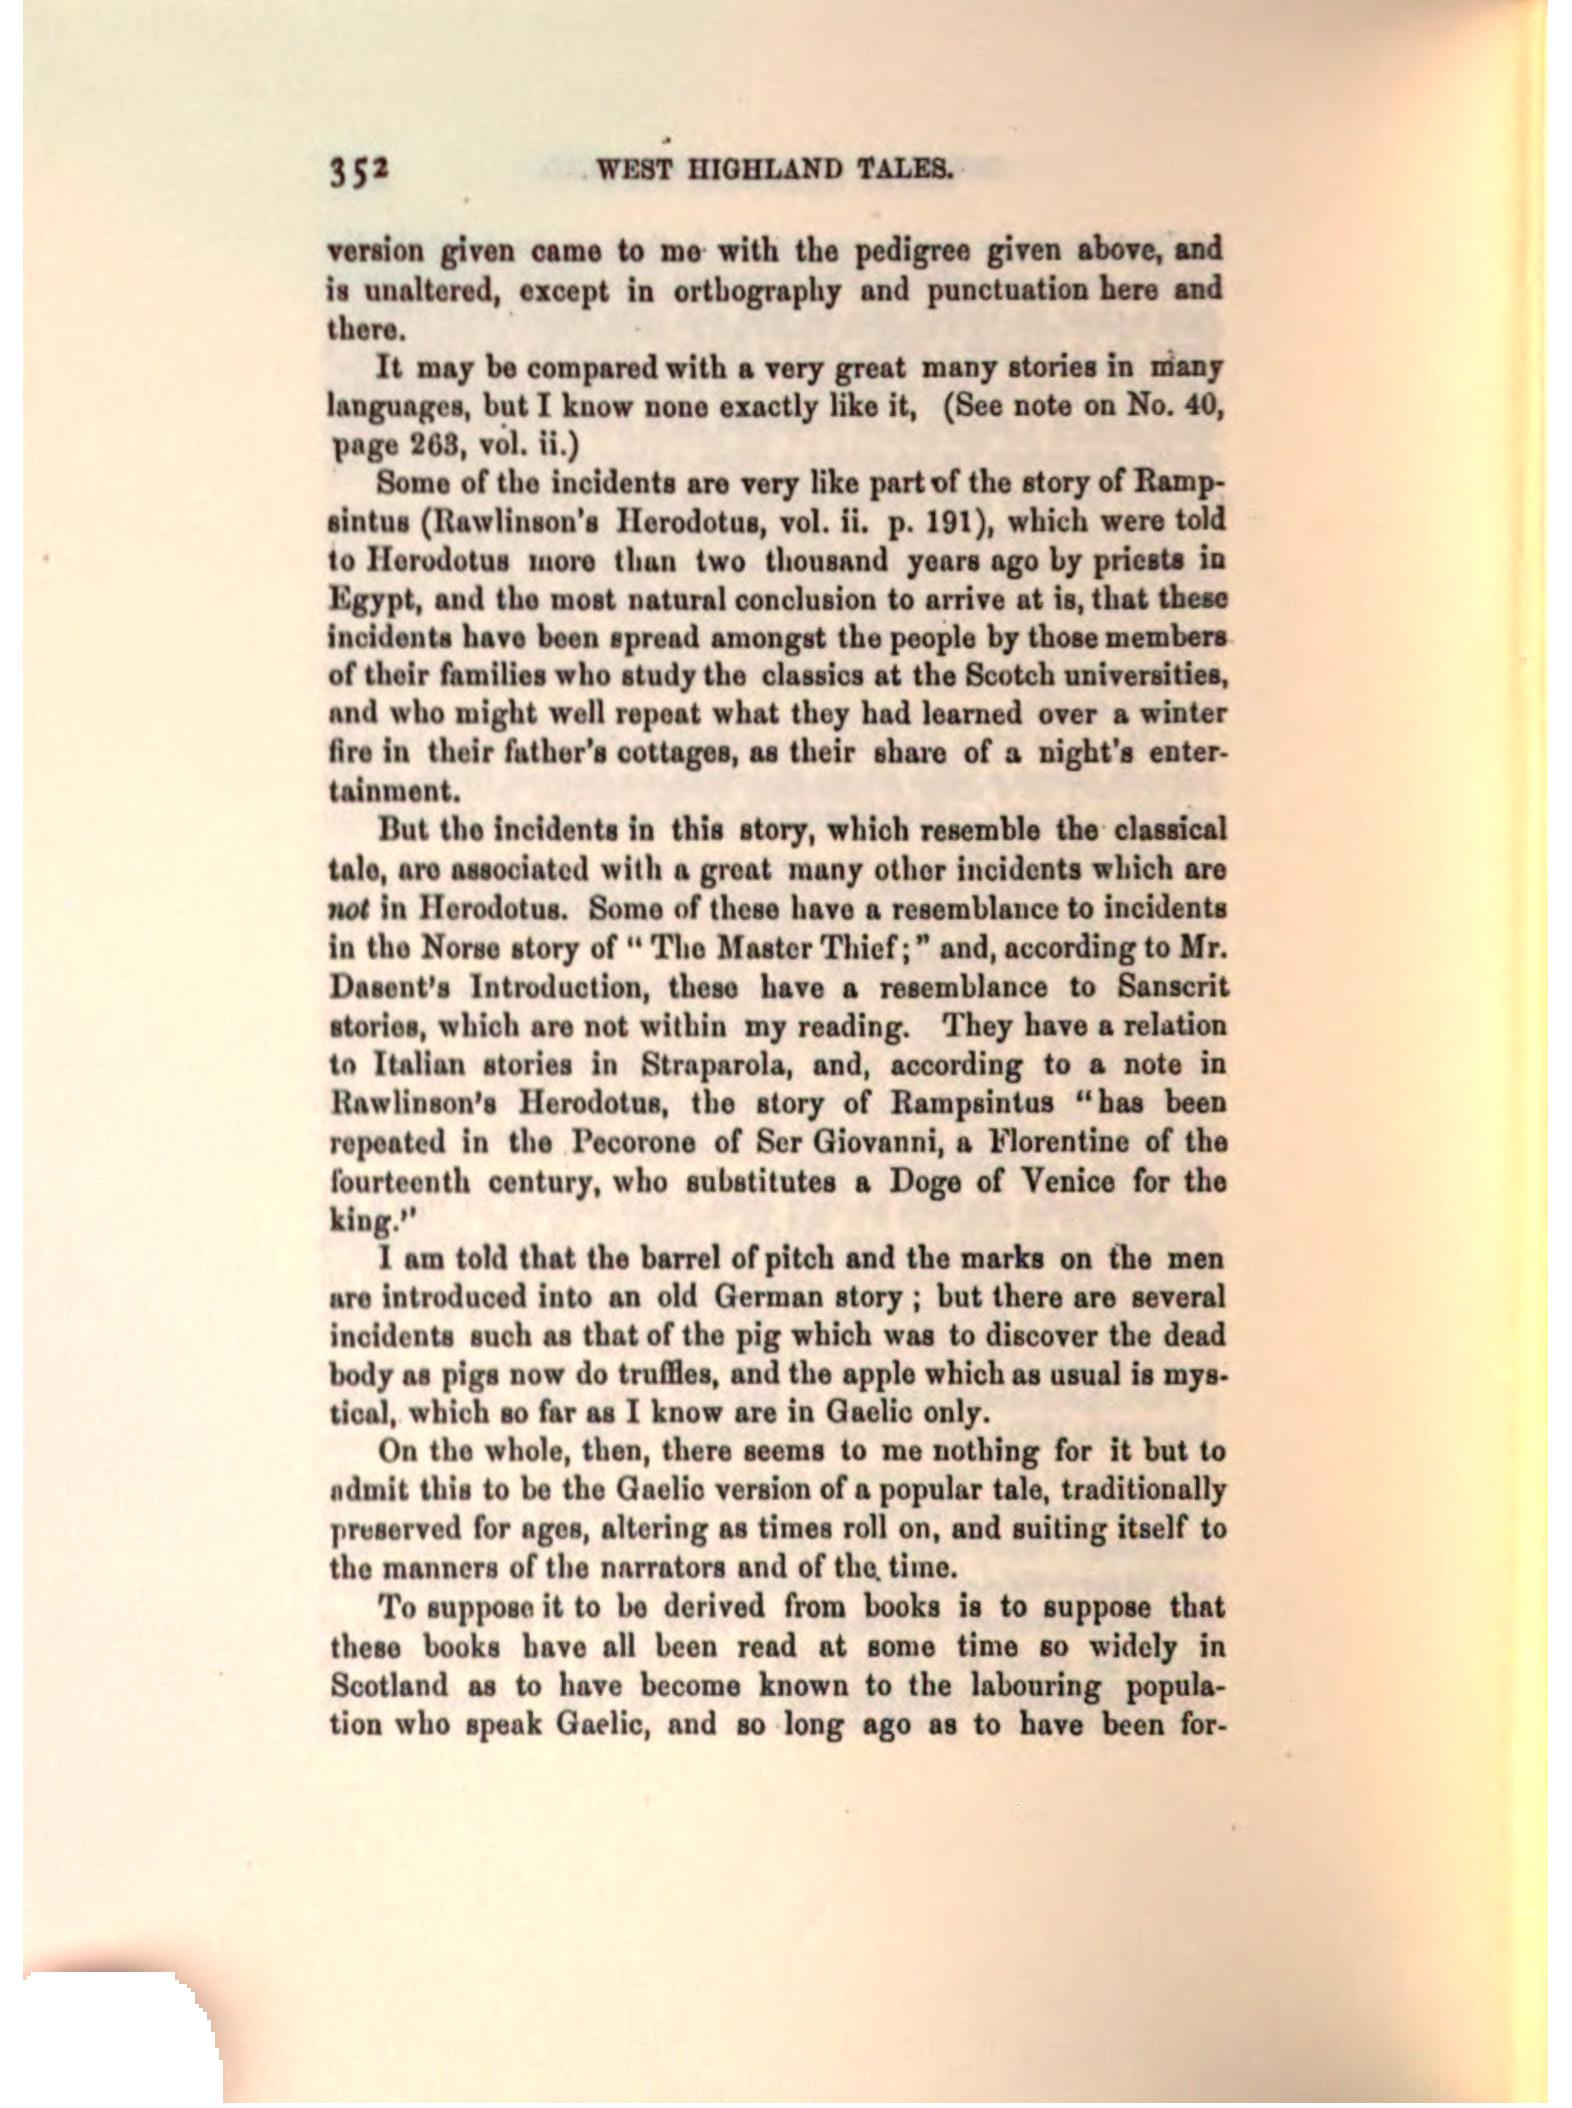 352 WEST HIGHLAND TALES.
version given came to me with the pedigree given above, and
is unaltered, except in orthography and punctuation here and
there.
It may be compared with a very great many stories in many
languages, but I know none exactly like it, (See note on No. 40,
page 263, vol. ii.)
Some of the incidents are very like part of the story of Ramp-
sintus (Rawlinson's Herodotus, vol. ii. p. 191), which were told
to Herodotus more than two thousand years ago by priests in
Egypt, and the most natural conclusion to arrive at is, that these
incidents have been spread amongst the people by those members
of their families who study the classics at the Scotch universities,
and who might well repeat what they had learned over a winter
fire in their father's cottages, as their share of a night's enter-
tainment.
But the incidents in this story, which resemble the classical
tale, are associated with a great many other incidents which are
not in Herodotus. Some of these have a resemblance to incidents
in the Norse story of "The Master Thief;" and, according to Mr.
Dasent's Introduction, these have a resemblance to Sanscrit
stories, which are not within my reading. They have a relation
to Italian stories in Straparola, and, according to a note in
Rawlinson's Herodotus, the story of Rampsintus "has been
repeated in the Pecorone of Ser Giovanni, a Florentine of the
fourteenth century, who substitutes a Doge of Venice for the
king."
I am told that the barrel of pitch and the marks on the men
are introduced into an old German story; but there are several
incidents such as that of the pig which was to discover the dead
body as pigs now do truffles, and the apple which as usual is mys-
tical, which so far as I know are in Gaelic only.
On the whole, then, there seems to me nothing for it but to
admit this to be the Gaelic version of a popular tale, traditionally
preserved for ages, altering as times roll on, and suiting itself to
the manners of the narrators and of the time.
To suppose it to be derived from books is to suppose that
these books have all been read at some time so widely in
Scotland as to have become known to the labouring popula-
tion who speak Gaelic, and so long ago as to have been for-